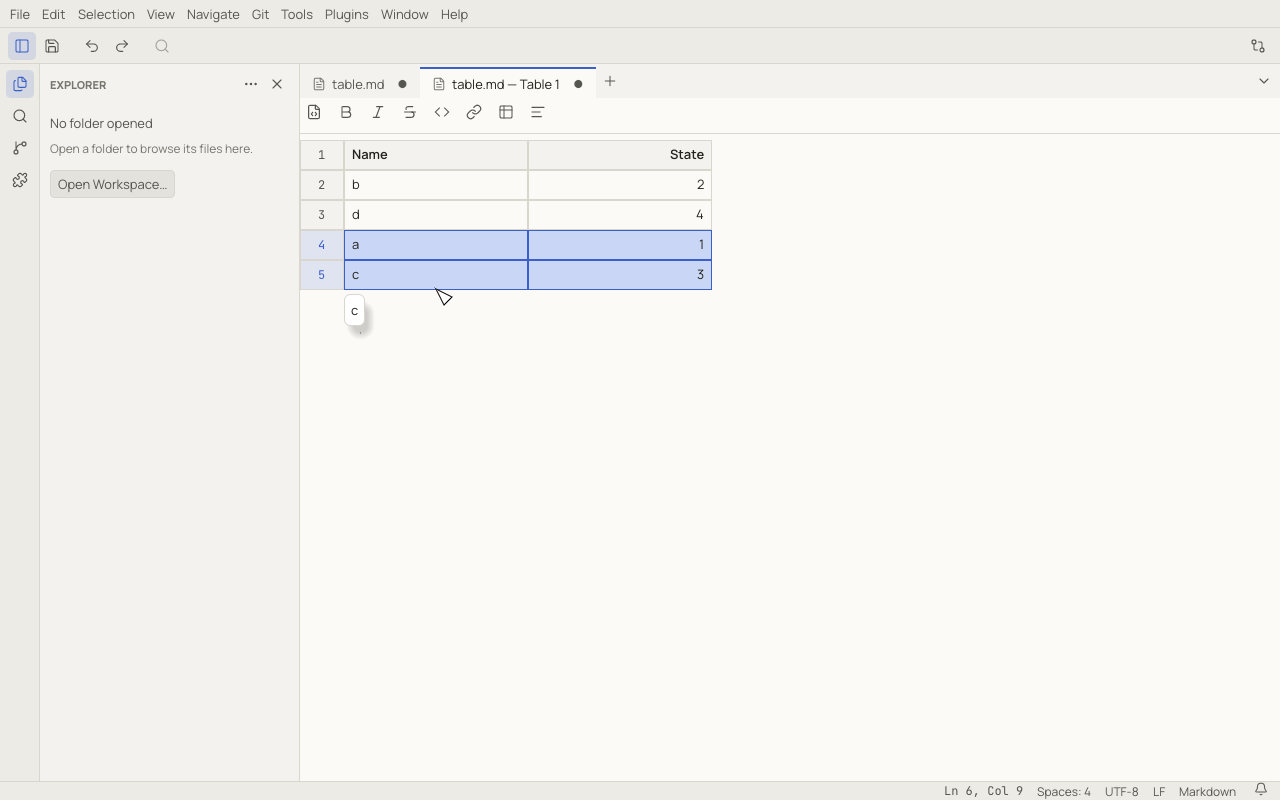 File Edit Selection View Navigate Git Tools Plugins Window Help
EXPLORER
No folder opened
Open a folder to browse its files here.
Open Workspace...
table.md
table.md — Table 1
1 Name State
2 b 2
3 d 4
4 a 1
5 c 3
c
Ln 6, Col 9 Spaces: 4 UTF-8 LF Markdown